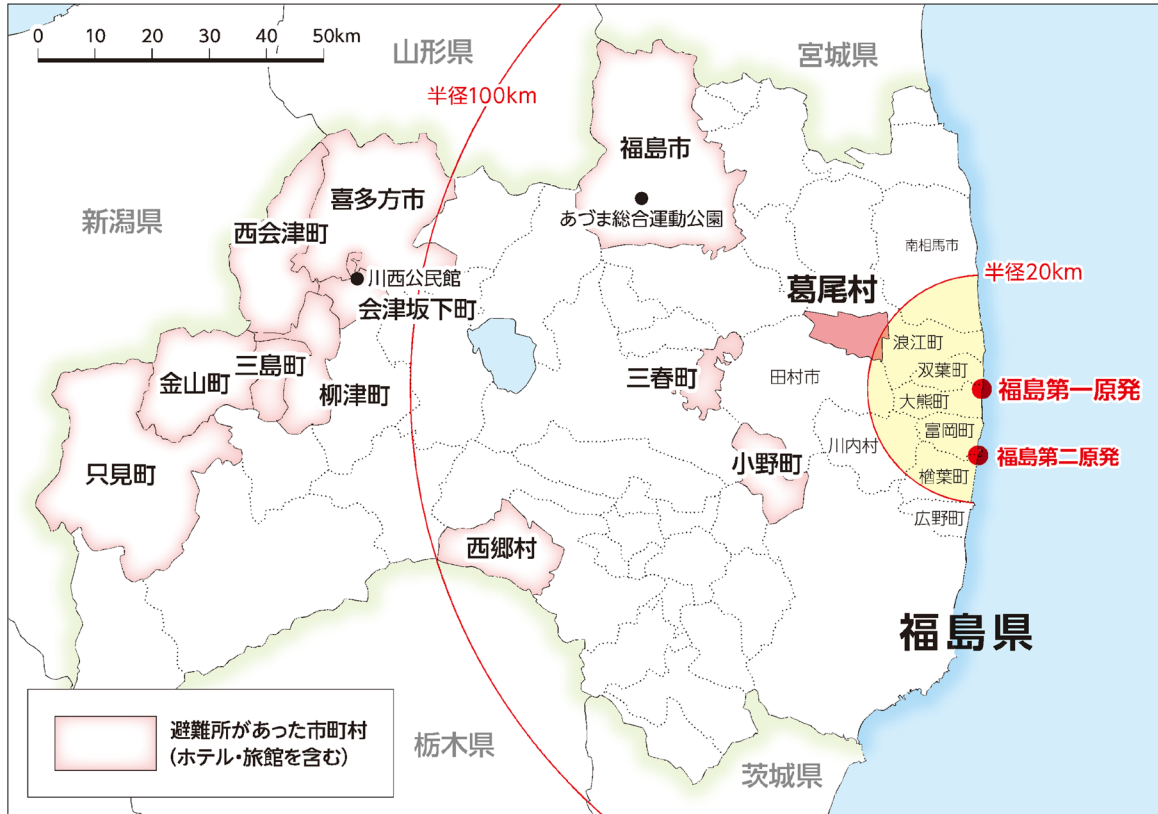 0 10 20 30 40 50km
山形県
宮城県
半径100km
福島市
喜多方市
あづま総合運動公園
新潟県
西会津町
南相馬市
川西公民館
半径20km
葛尾村
会津坂下町
浪江町
三島町
双葉町
金山町
三春町
田村市
福島第一原発
柳津町
大熊町
富岡町
川内村
福島第二原発
只見町
小野町
楢葉町
広野町
西郷村
福島県
避難所があった市町村
(ホテル・旅館を含む)
栃木県
茨城県